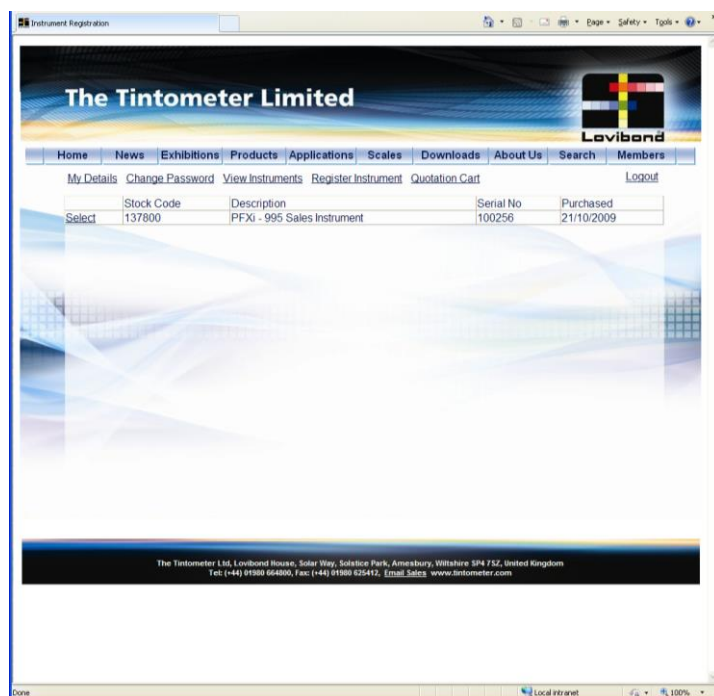 Instrument Registration
Page Safety Tools
The Tintometer Limited
Lovibond
Home News Exhibitions Products Applications Scales Downloads About Us Search Members
My Details Change Password View Instruments Register Instrument Quotation Cart Logout
Stock Code Description Serial No Purchased
Select 137800 PFXi - 995 Sales Instrument 100256 21/10/2009
The Tintometer Ltd, Lovibond House, Solar Way, Solstice Park, Amesbury, Wiltshire SP4 7SZ, United Kingdom
Tel: (+44) 01980 664800, Fax: (+44) 01980 625412, Email Sales www.tintometer.com
Done Local intranet 100%